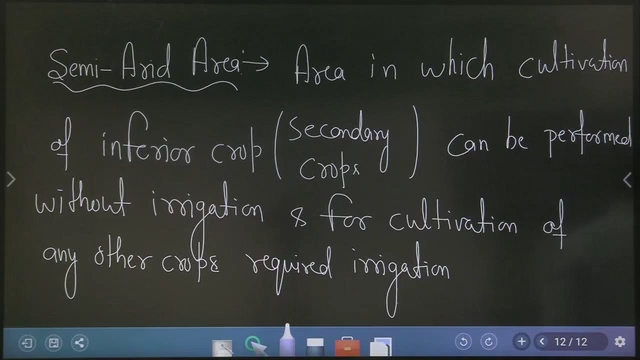 Semi-Arid Area → Area in which cultivation
of inferior crop (Secondary crops) can be performed
without irrigation & for cultivation of
any other crops required irrigation
12/12